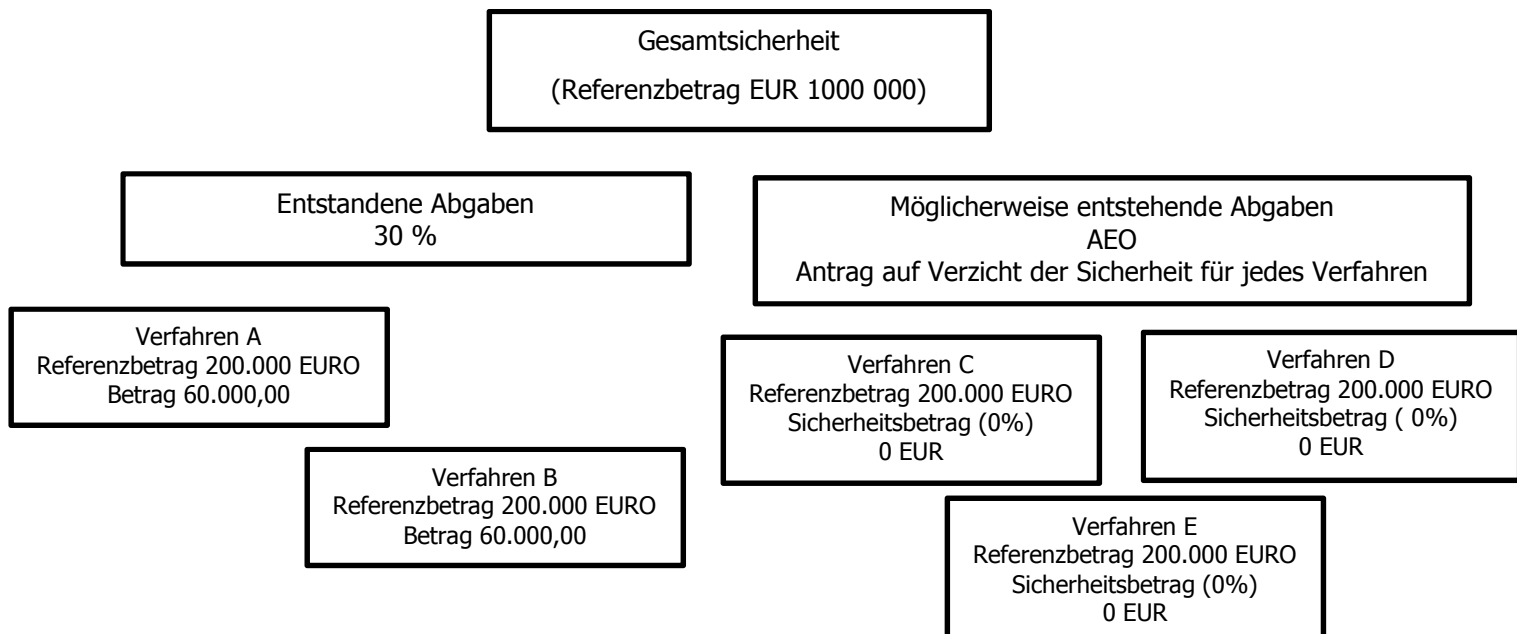 Gesamtsicherheit
(Referenzbetrag EUR 1000 000)
Entstandene Abgaben
30 %
Möglicherweise entstehende Abgaben
AEO
Antrag auf Verzicht der Sicherheit für jedes Verfahren
Verfahren A
Referenzbetrag 200.000 EURO
Betrag 60.000,00
Verfahren B
Referenzbetrag 200.000 EURO
Betrag 60.000,00
Verfahren C
Referenzbetrag 200.000 EURO
Sicherheitsbetrag (0%)
0 EUR
Verfahren D
Referenzbetrag 200.000 EURO
Sicherheitsbetrag ( 0%)
0 EUR
Verfahren E
Referenzbetrag 200.000 EURO
Sicherheitsbetrag (0%)
0 EUR